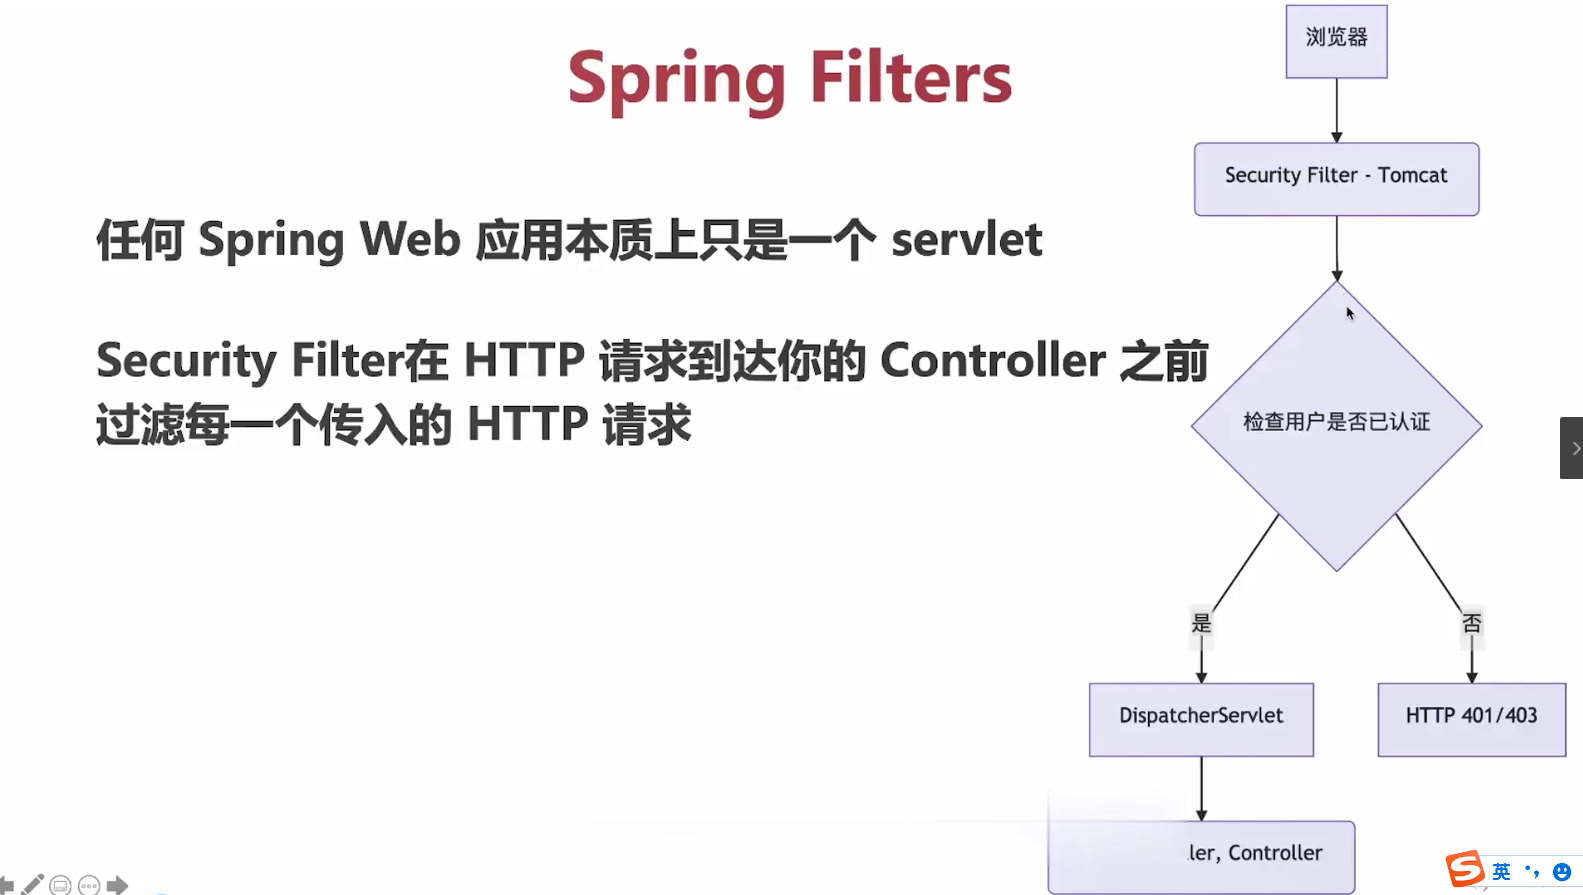 Spring Filters
任何 Spring Web 应用本质上只是一个 servlet
Security Filter在 HTTP 请求到达你的 Controller 之前
过滤每一个传入的 HTTP 请求
浏览器
Security Filter - Tomcat
检查用户是否已认证
是
否
DispatcherServlet
HTTP 401/403
Controller
英